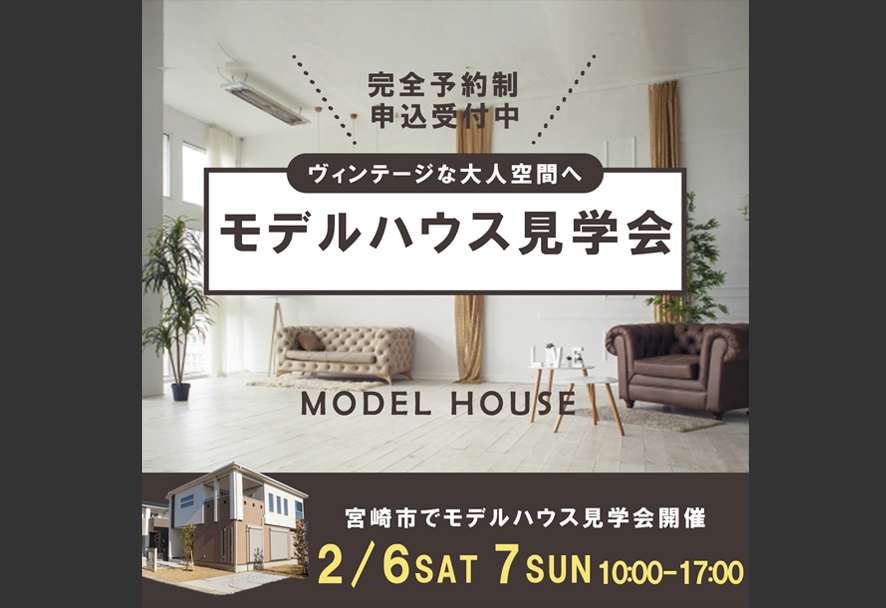 完全予約制
申込受付中
ヴィンテージな大人空間へ
モデルハウス見学会
LVE
MODEL HOUSE
宮崎市でモデルハウス見学会開催
2/6SAT 7SUN 10:00-17:00